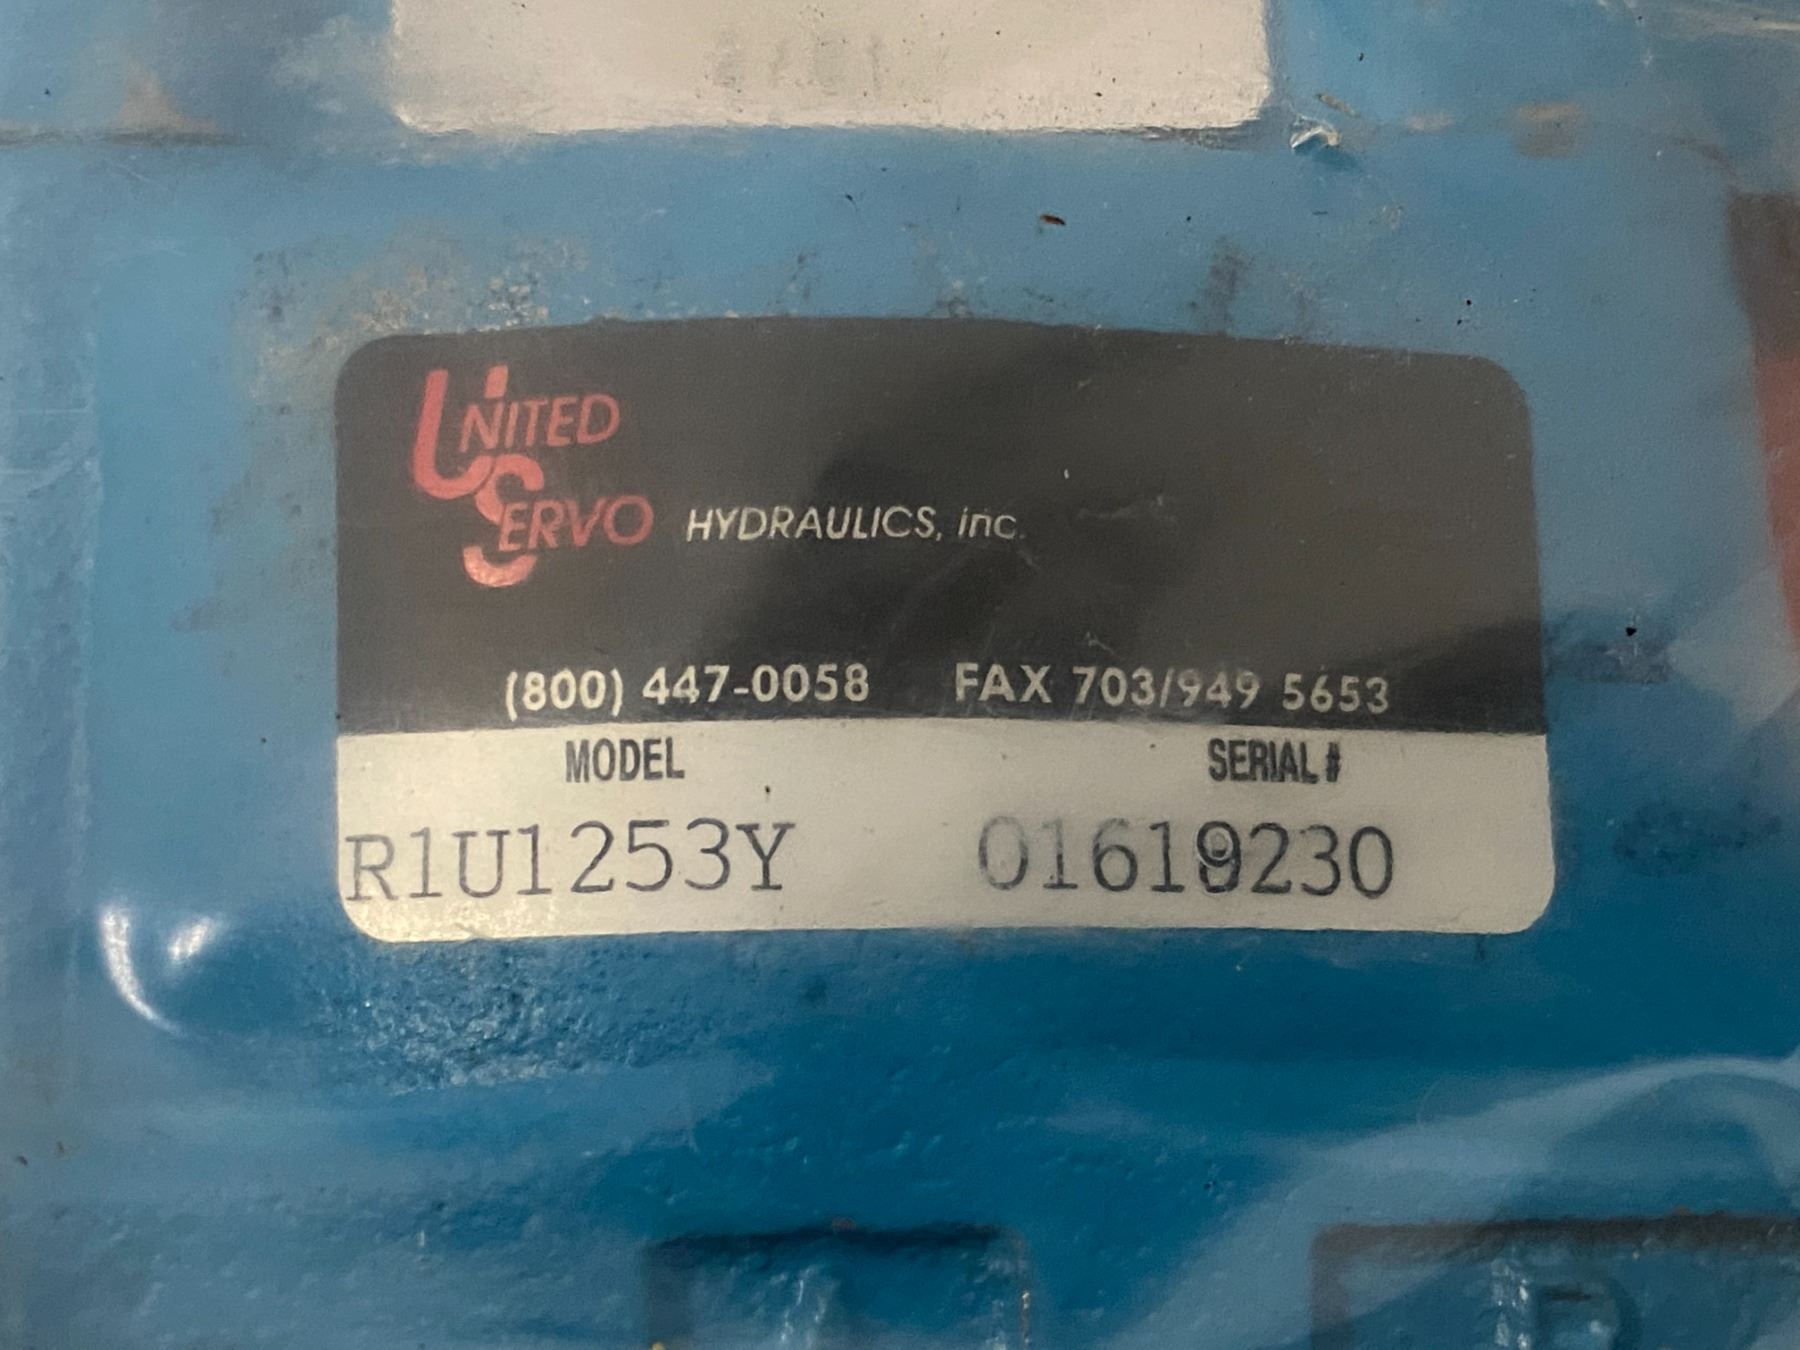 UNITED
SERVO HYDRAULICS, inc.
(800) 447-0058 FAX 703/949 5653
MODEL SERIAL #
R1U1253Y 01619230